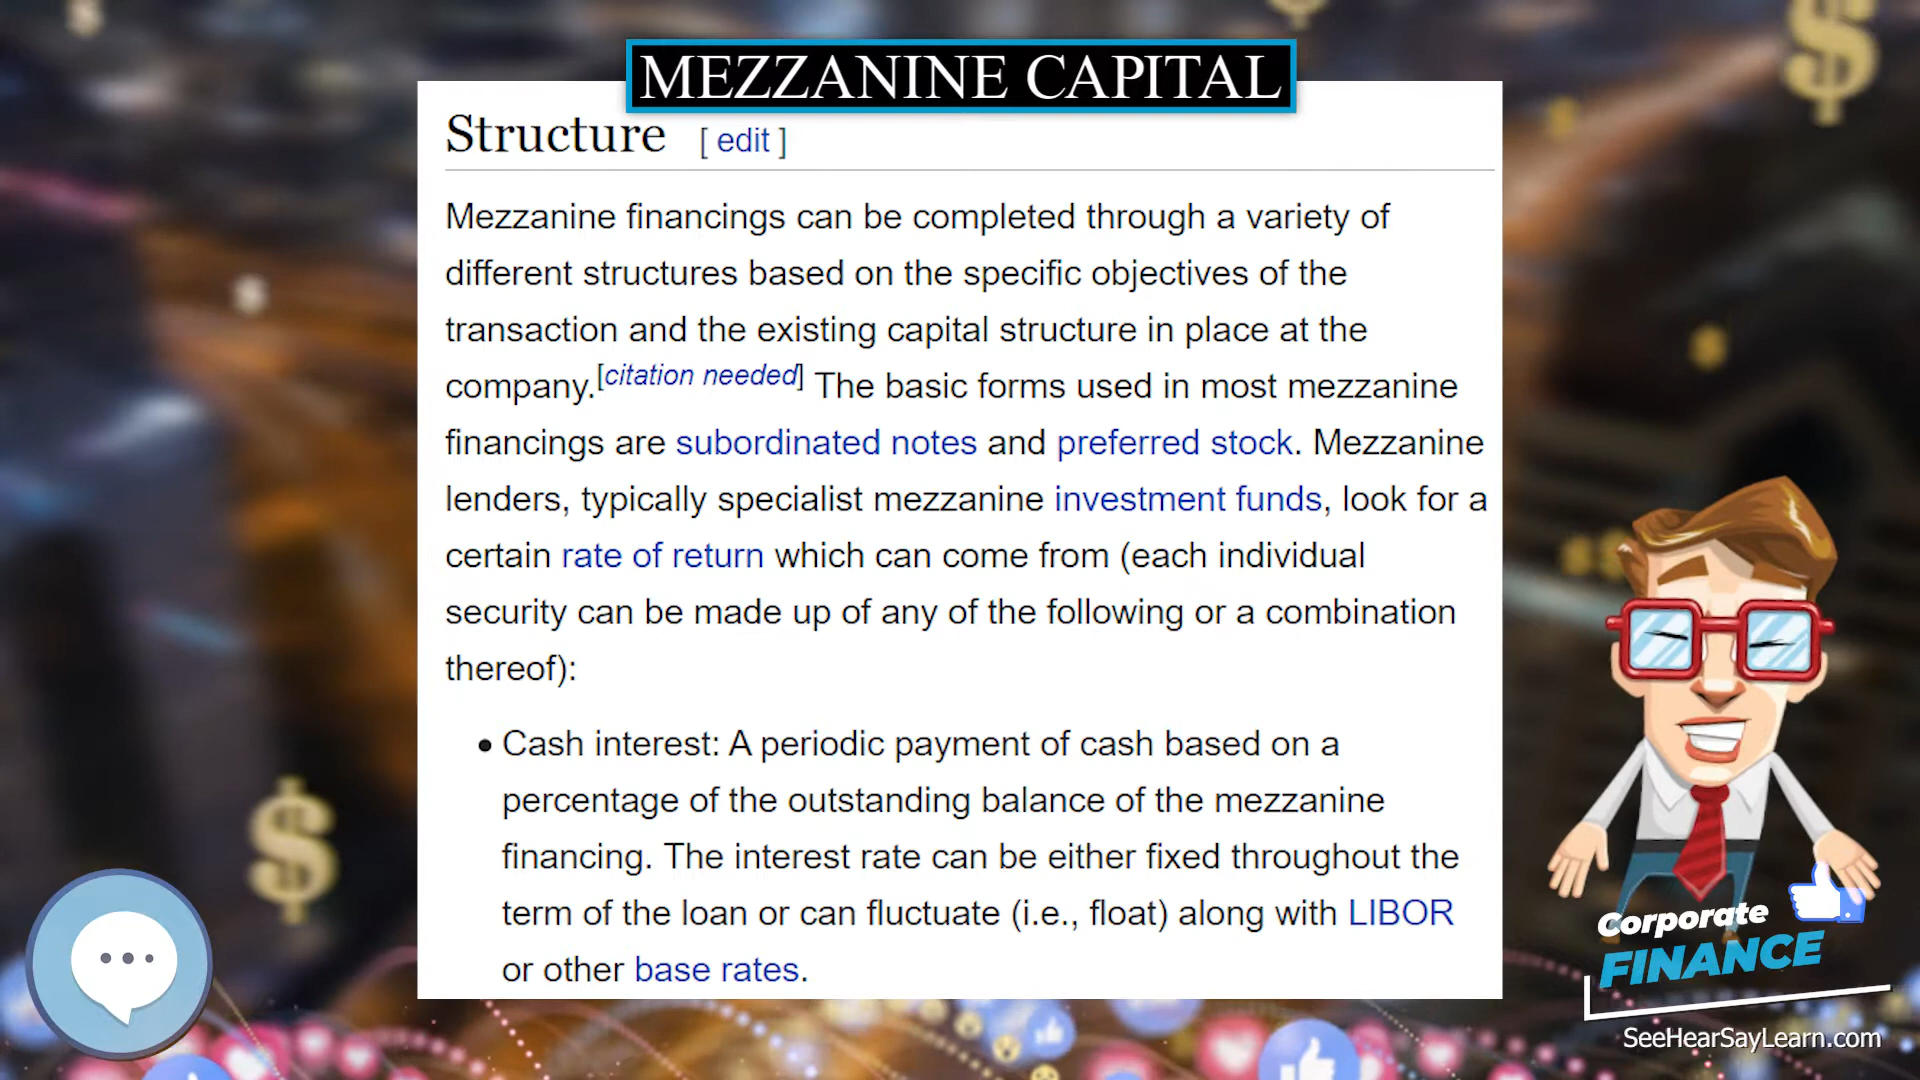 MEZZANINE CAPITAL
Structure [ edit ]
Mezzanine financings can be completed through a variety of
different structures based on the specific objectives of the
transaction and the existing capital structure in place at the
company.[citation needed] The basic forms used in most mezzanine
financings are subordinated notes and preferred stock. Mezzanine
lenders, typically specialist mezzanine investment funds, look for a
certain rate of return which can come from (each individual
security can be made up of any of the following or a combination
thereof):
• Cash interest: A periodic payment of cash based on a
percentage of the outstanding balance of the mezzanine
financing. The interest rate can be either fixed throughout the
term of the loan or can fluctuate (i.e., float) along with LIBOR
or other base rates.
Corporate
FINANCE
SeeHearSayLearn.com